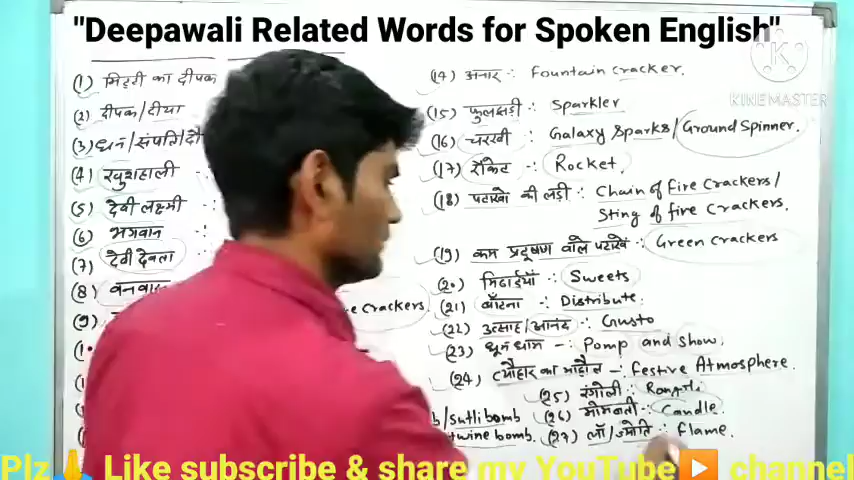 "Deepawali Related Words for Spoken English"
KINEMASTER
(1) मिट्टी का दीपक
(2) दीपक/दीया
(3) धन/संपत्ति/
(4) खुशहाली -:
(5) देवी लक्ष्मी -:
(6) भगवान -:
(7) देवी देवता
(8)
(9)
e crackers
b/sutli bomb
twine bomb.
(14) अनार :- Fountain cracker.
(15) फुलझड़ी :- Sparkler
(16) चरखी :- Galaxy Sparks/Ground Spinner.
(17) रॉकेट -: Rocket.
(18) पटाखों की लड़ी :- Chain of fire Crackers/
Sting of fire crackers.
(19) कम प्रदूषण वाले पटाखें :- Green crackers
(20) मिठाईयाँ :- Sweets
(21) बाँटना -: Distribute.
(22) उत्साह/आनंद :- Gusto
(23) धूम धाम -: Pomp and show.
(24) त्यौहार का माहौल -: Festive Atmosphere.
(25) रंगोली :- Rangoli
(26) मोमबत्ती :- Candle.
(27) लौ/ज्योति :- flame.
Plz🙏 Like subscribe & share my YouTube▶️ channel